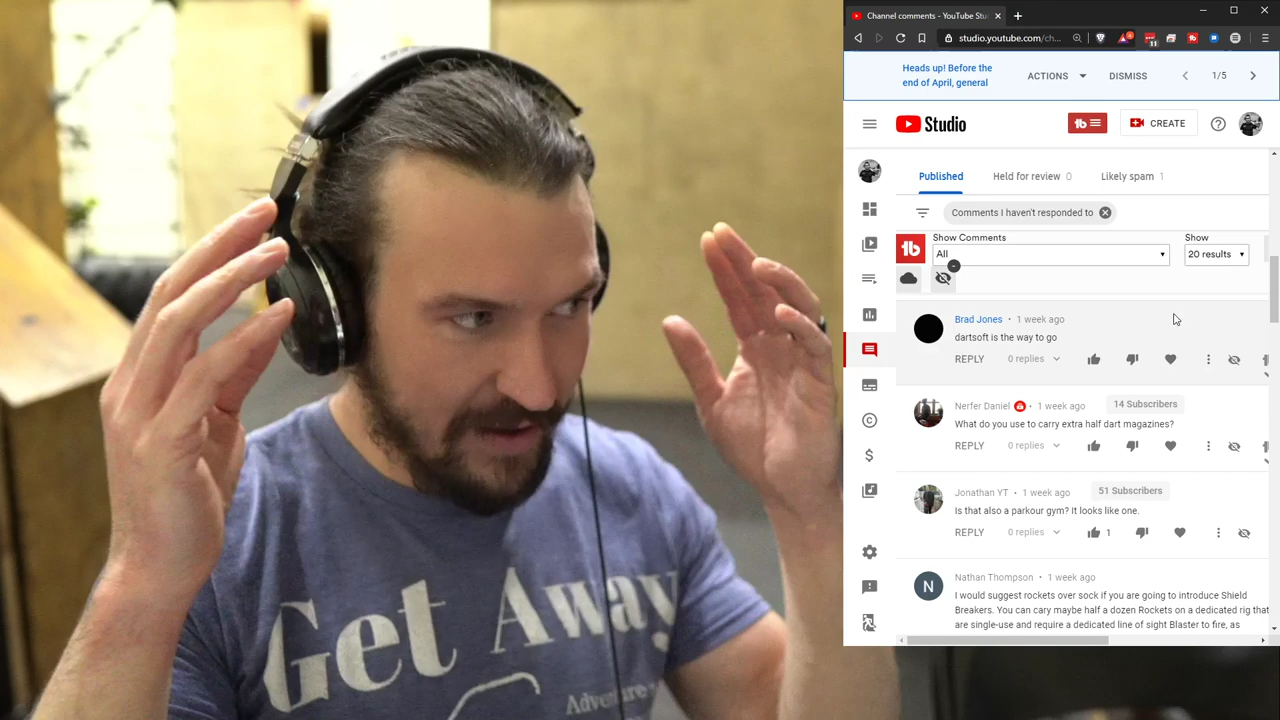 Channel comments - YouTube Stu
studio.youtube.com/ch...
4
11
Heads up! Before the
end of April, general
ACTIONS
DISMISS
1/5
Studio
CREATE
Published
Held for review 0
Likely spam 1
Comments I haven't responded to
Show Comments
Show
All
20 results
Brad Jones • 1 week ago
dartsoft is the way to go
REPLY
0 replies
Nerfer Daniel • 1 week ago
14 Subscribers
What do you use to carry extra half dart magazines?
REPLY
0 replies
Jonathan YT • 1 week ago
51 Subscribers
Is that also a parkour gym? It looks like one.
REPLY
0 replies
1
N
Nathan Thompson • 1 week ago
I would suggest rockets over sock if you are going to introduce Shield
Breakers. You can cary maybe half a dozen Rockets on a dedicated rig that
are single-use and require a dedicated line of sight Blaster to fire, as
Get Away
Adventure